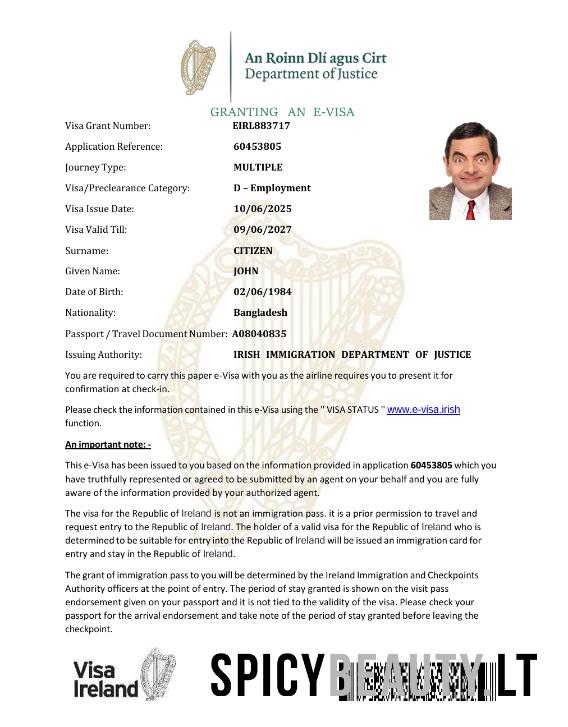 An Roinn Dlí agus Cirt
Department of Justice
GRANTING AN E-VISA
Visa Grant Number: EIRL883717
Application Reference: 60453805
Journey Type: MULTIPLE
Visa/Preclearance Category: D – Employment
Visa Issue Date: 10/06/2025
Visa Valid Till: 09/06/2027
Surname: CITIZEN
Given Name: JOHN
Date of Birth: 02/06/1984
Nationality: Bangladesh
Passport / Travel Document Number: A08040835
Issuing Authority: IRISH IMMIGRATION DEPARTMENT OF JUSTICE
You are required to carry this paper e-Visa with you as the airline requires you to present it for
confirmation at check-in.
Please check the information contained in this e-Visa using the " VISA STATUS " www.e-visa.irish
function.
An important note: -
This e-Visa has been issued to you based on the information provided in application 60453805 which you
have truthfully represented or agreed to be submitted by an agent on your behalf and you are fully
aware of the information provided by your authorized agent.
The visa for the Republic of Ireland is not an immigration pass. it is a prior permission to travel and
request entry to the Republic of Ireland. The holder of a valid visa for the Republic of Ireland who is
determined to be suitable for entry into the Republic of Ireland will be issued an immigration card for
entry and stay in the Republic of Ireland.
The grant of immigration pass to you will be determined by the Ireland Immigration and Checkpoints
Authority officers at the point of entry. The period of stay granted is shown on the visit pass
endorsement given on your passport and it is not tied to the validity of the visa. Please check your
passport for the arrival endorsement and take note of the period of stay granted before leaving the
checkpoint.
Visa
Ireland
SPICYBEAUTY.LT